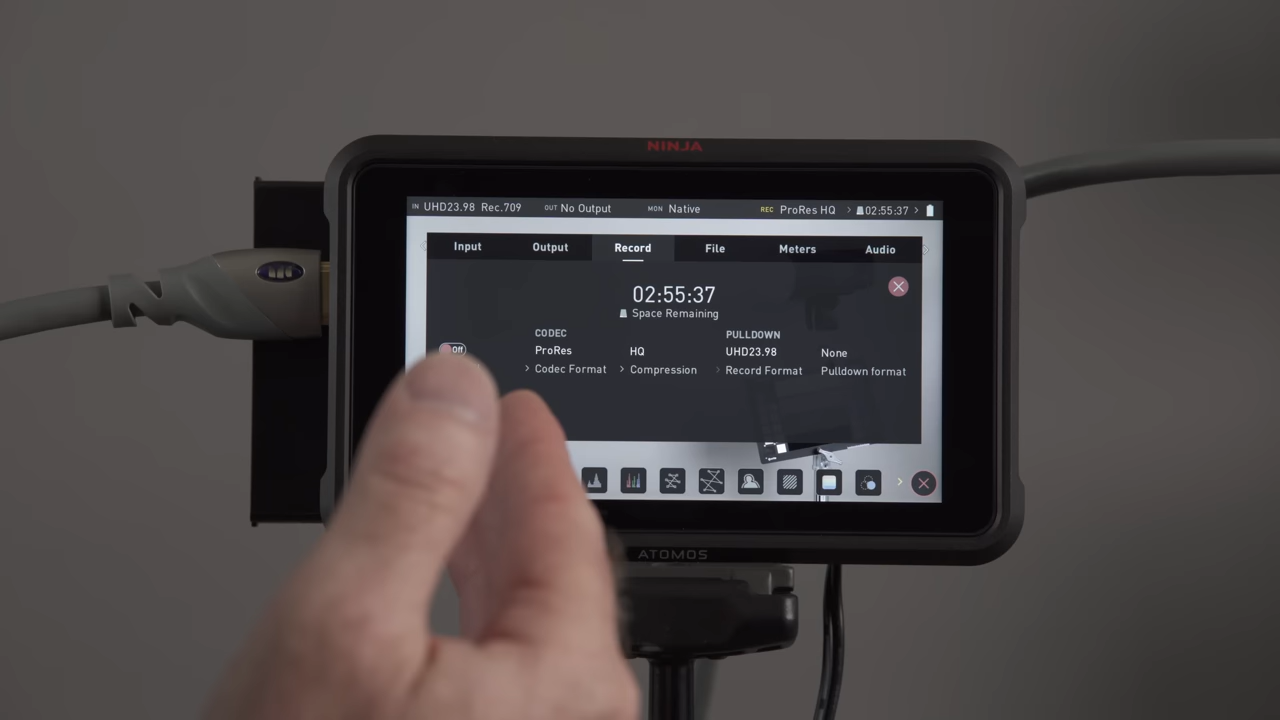 NINJA
IN UHD23.98 Rec.709 OUT No Output MON Native REC ProRes HQ > 02:55:37 >
Input Output Record File Meters Audio
02:55:37
Space Remaining
CODEC PULLDOWN
Off ProRes HQ UHD23.98 None
> Codec Format > Compression > Record Format Pulldown format
ATOMOS